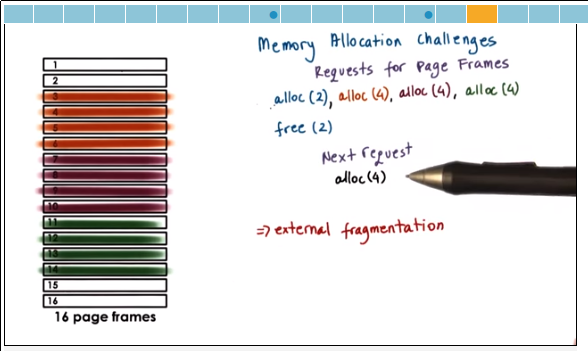 Memory Allocation Challenges
Requests for Page Frames
alloc (2), alloc (4), alloc (4), alloc (4)
free (2)
Next request
alloc(4)
=> external fragmentation
1
2
3
4
5
6
7
8
9
10
11
12
13
14
15
16
16 page frames